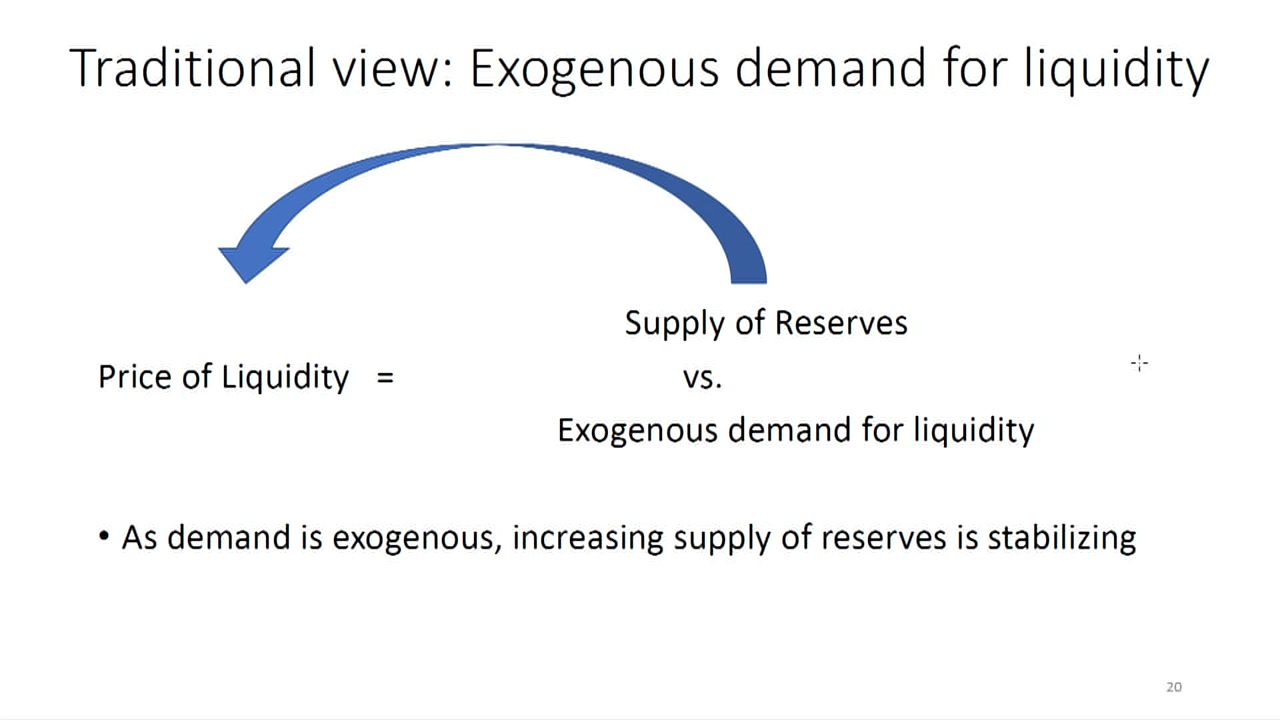 Traditional view: Exogenous demand for liquidity
Supply of Reserves
Price of Liquidity =
vs.
Exogenous demand for liquidity
• As demand is exogenous, increasing supply of reserves is stabilizing
20